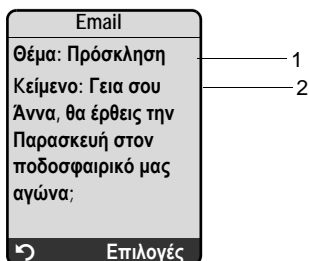 Email
Θέμα: Πρόσκληση
Κείμενο: Γεια σου
Άννα, θα έρθεις την
Παρασκευή στον
ποδοσφαιρικό μας
αγώνα;
Επιλογές
1
2